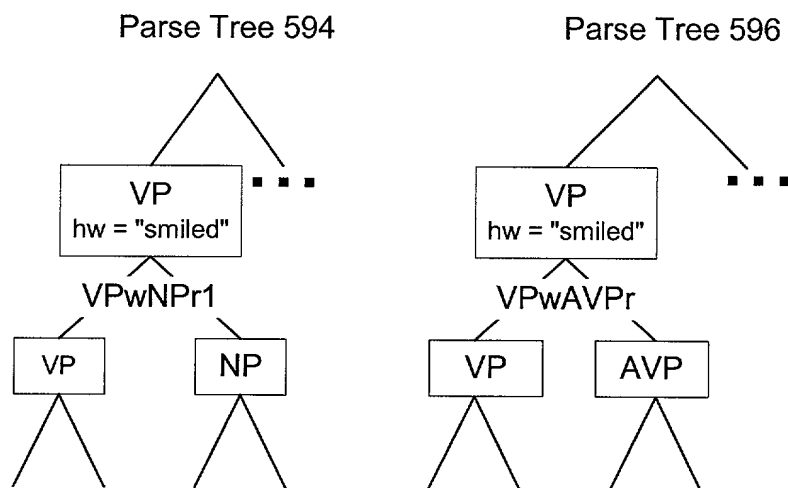 Parse Tree 594
Parse Tree 596
VP
hw = "smiled"
VP
hw = "smiled"
VPwNPr1
VPwAVPr
VP
NP
VP
AVP